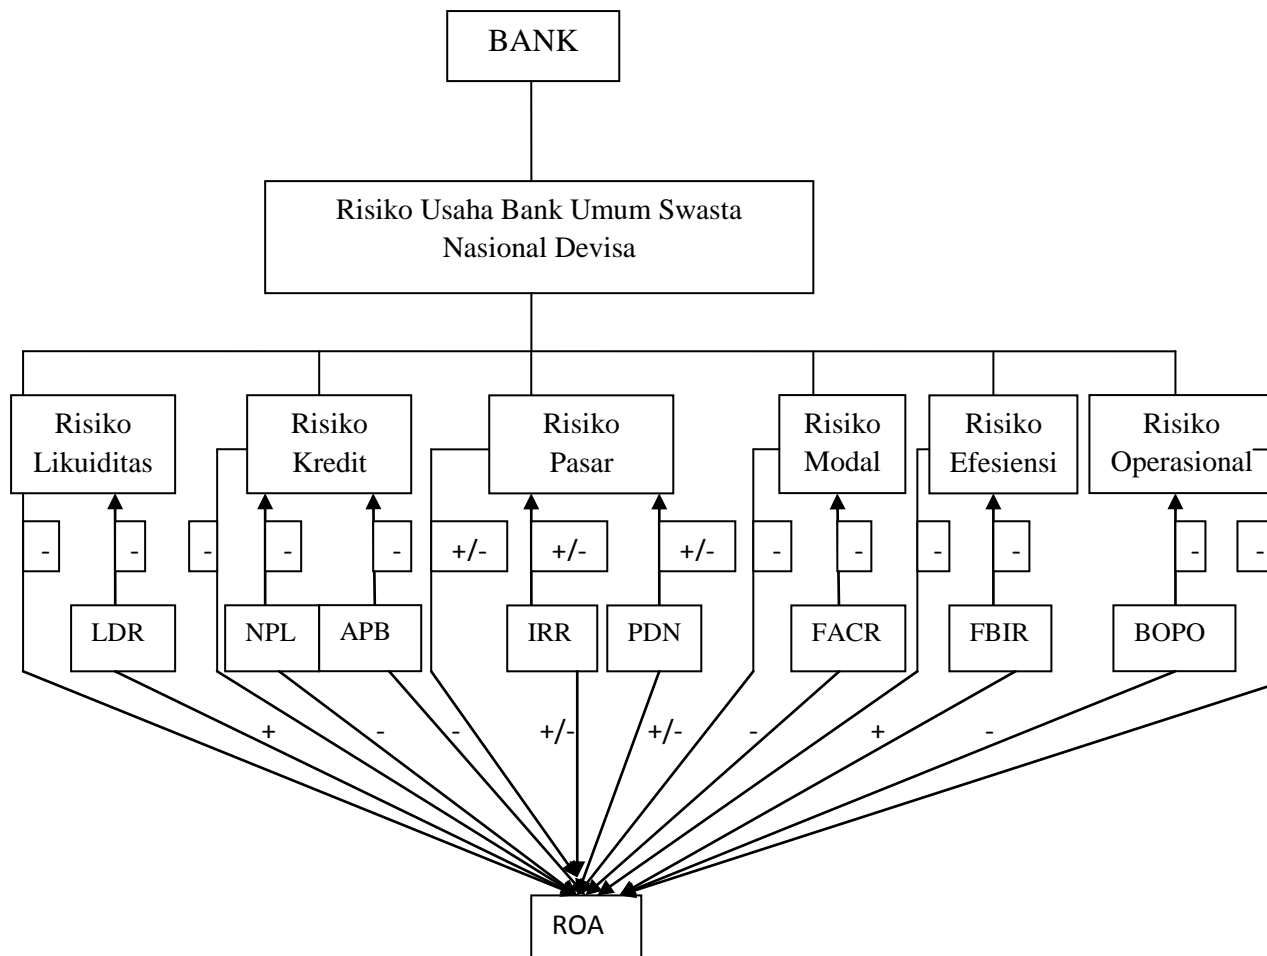 BANK
Risiko Usaha Bank Umum Swasta
Nasional Devisa
Risiko
Likuiditas
Risiko
Kredit
Risiko
Pasar
Risiko
Modal
Risiko
Efesiensi
Risiko
Operasional
-
-
-
-
-
+/-
+/-
+/-
-
-
-
-
-
-
LDR
NPL
APB
IRR
PDN
FACR
FBIR
BOPO
+
-
-
+/-
+/-
-
+
-
ROA